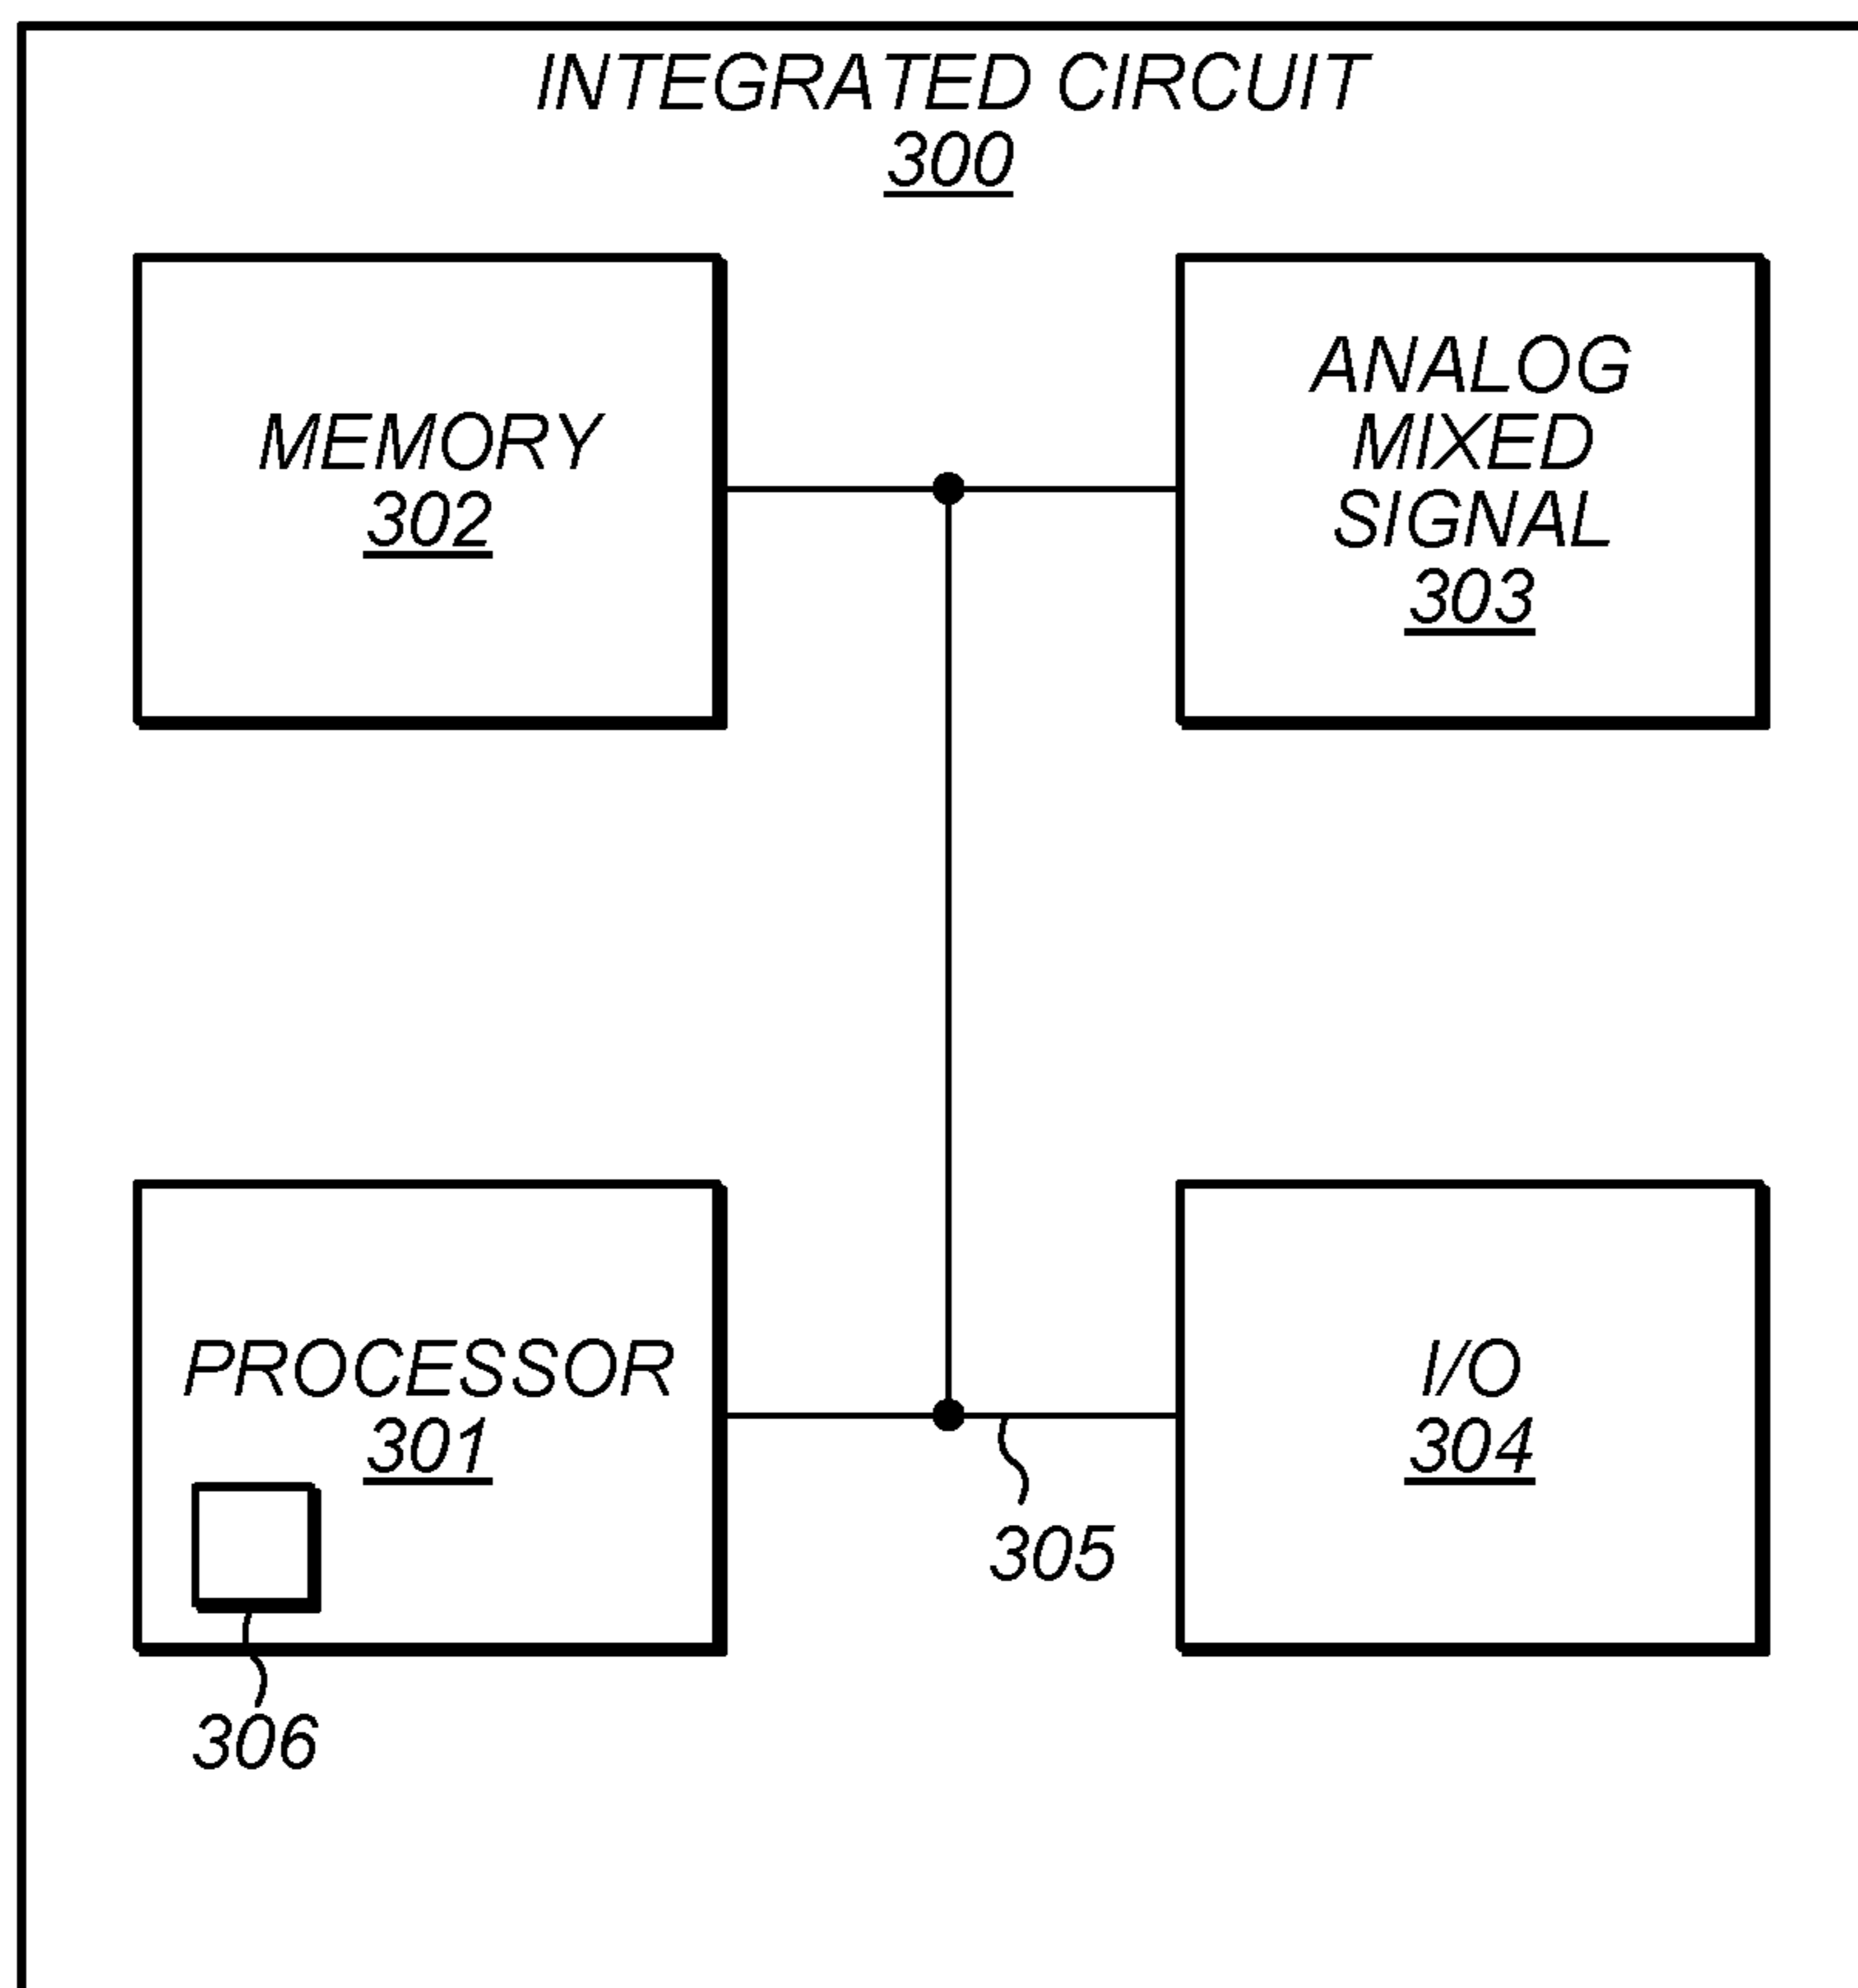 INTEGRATED CIRCUIT
300
MEMORY
302
ANALOG
MIXED
SIGNAL
303
PROCESSOR
301
I/O
304
305
306